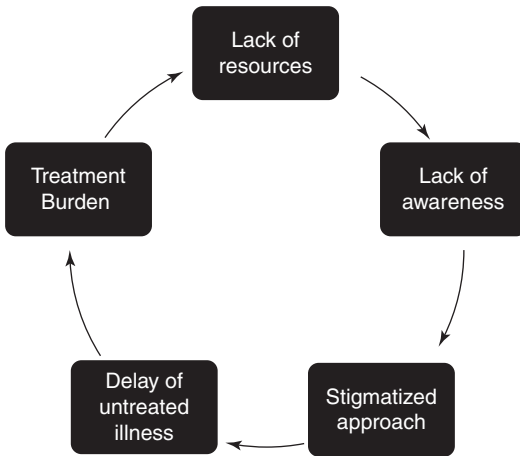 Lack of
resources
Lack of
awareness
Stigmatized
approach
Delay of
untreated
illness
Treatment
Burden